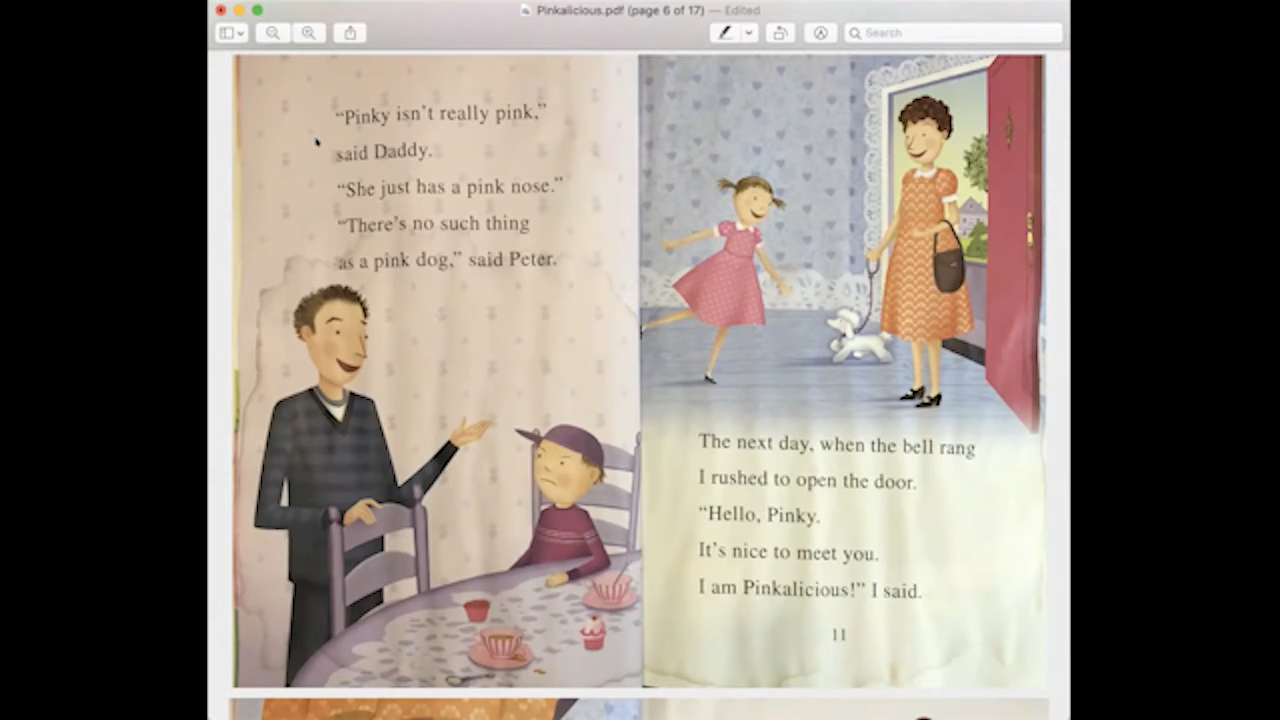 Pinkalicious.pdf (page 6 of 17) — Edited
Search
“Pinky isn’t really pink,”
said Daddy.
“She just has a pink nose.”
“There’s no such thing
as a pink dog,” said Peter.
The next day, when the bell rang
I rushed to open the door.
“Hello, Pinky.
It’s nice to meet you.
I am Pinkalicious!” I said.
11